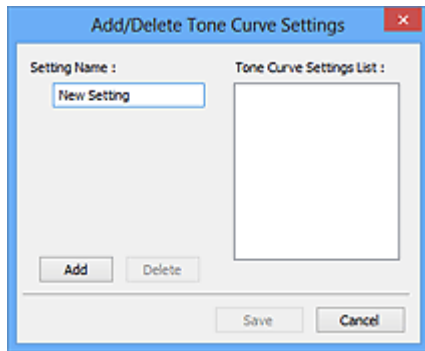 Add/Delete Tone Curve Settings
Setting Name :
New Setting
Tone Curve Settings List :
Add
Delete
Save
Cancel